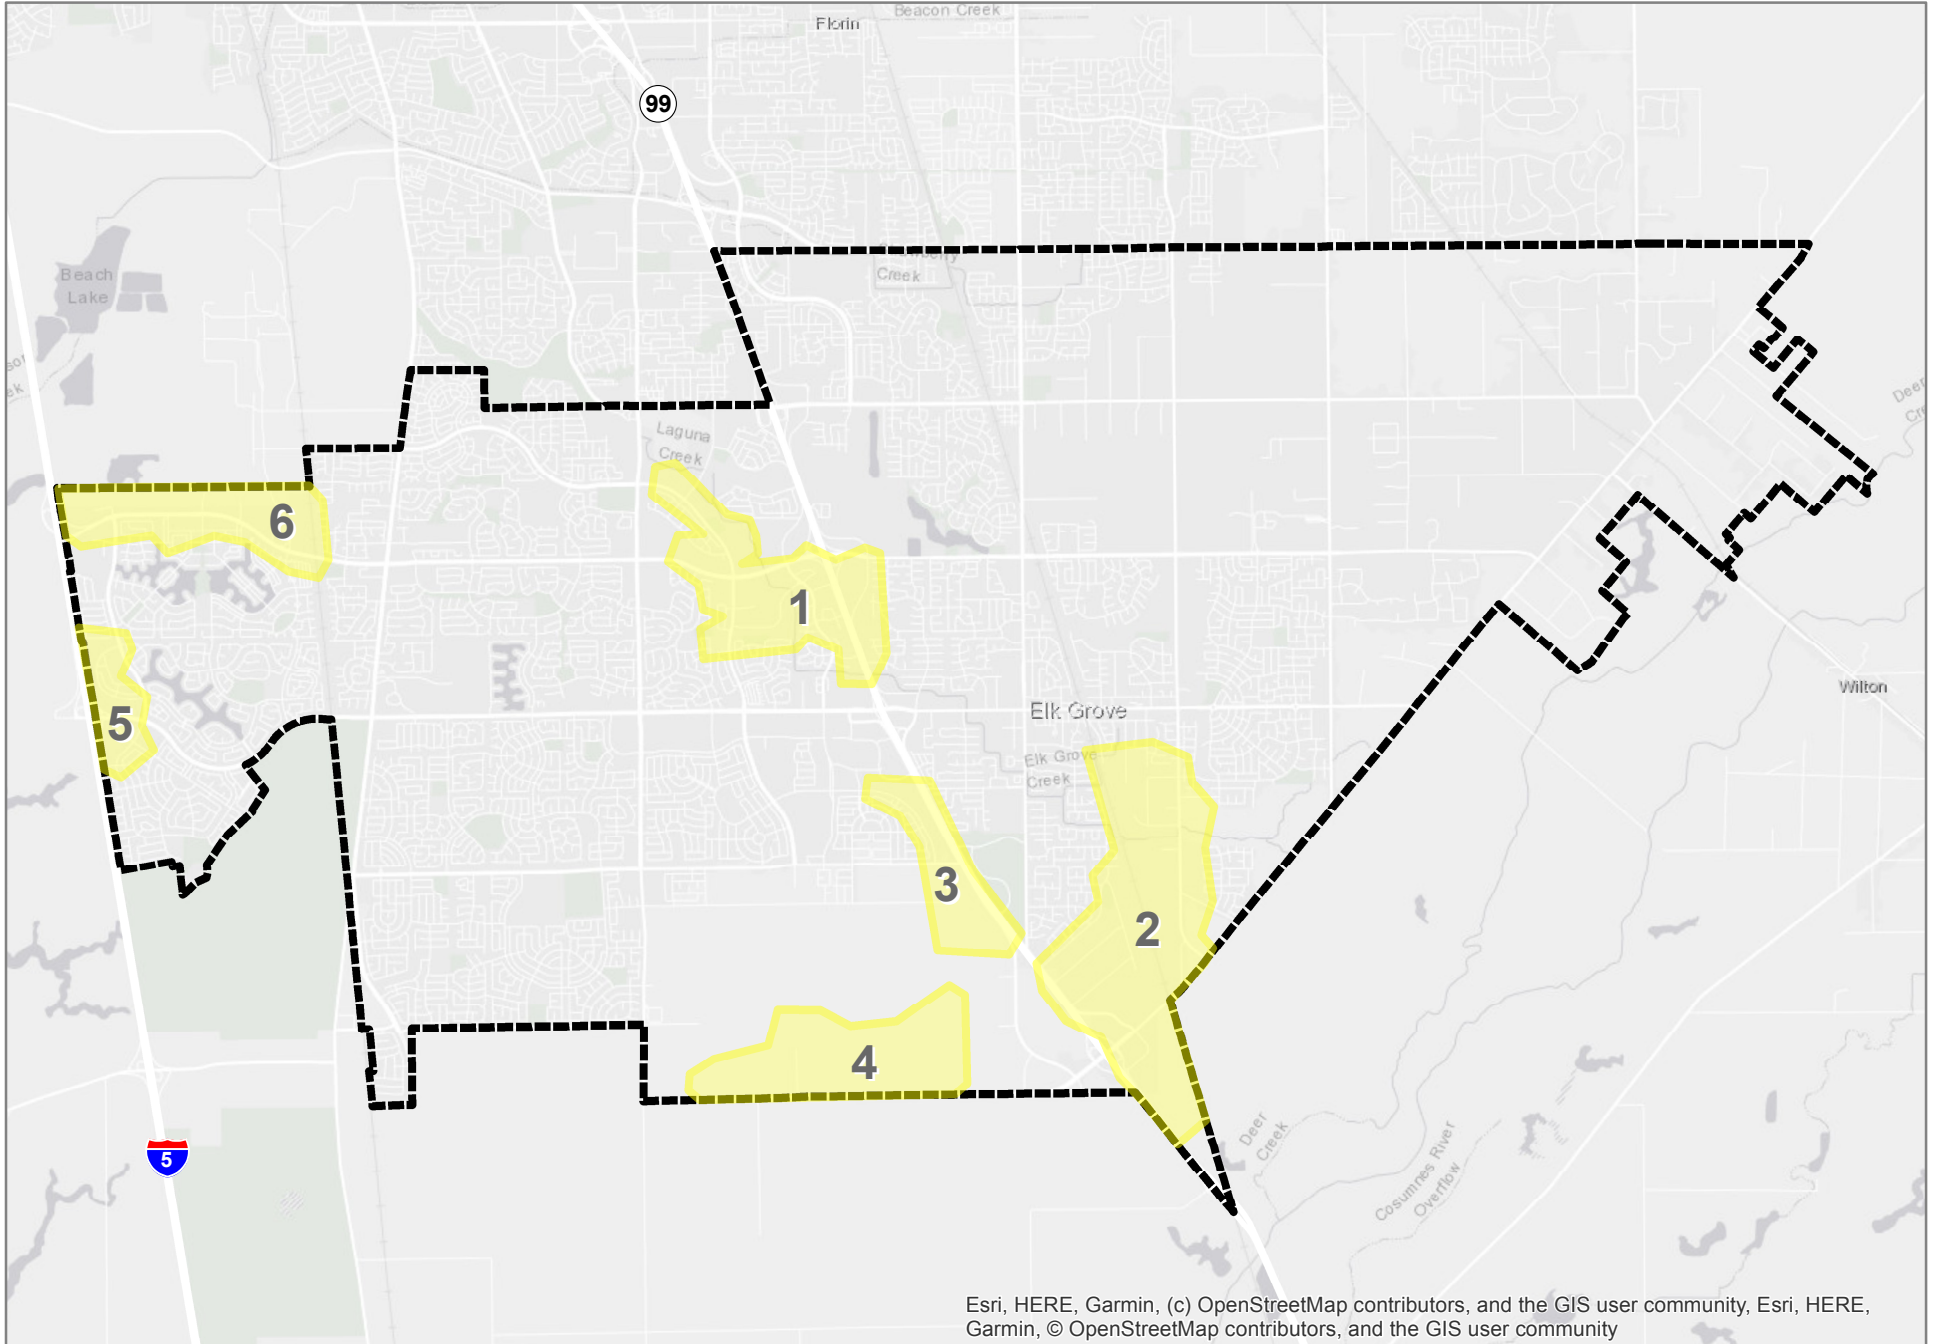 Beacon Creek
Florin
99
Creek
Beach
Lake
Deer
Laguna
Creek
6
1
Wilton
Elk Grove
5
Elk Grove
Creek
3
2
4
Deer
Creek
Cosumnes River
Overflow
5
Esri, HERE, Garmin, (c) OpenStreetMap contributors, and the GIS user community, Esri, HERE,
Garmin, © OpenStreetMap contributors, and the GIS user community